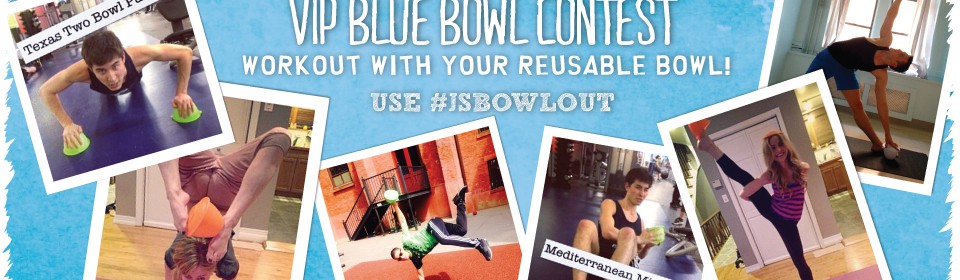 Texas Two Bowl
VIP BLUE BOWL CONTEST
WORKOUT WITH YOUR REUSABLE BOWL!
USE #JSBOWLOUT
Mediterranean